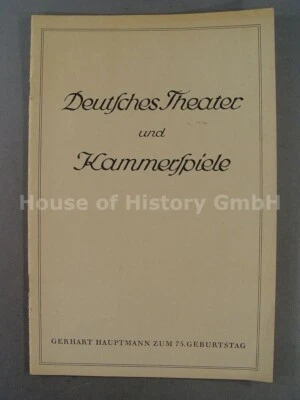 Deutsches Theater
und
Kammerspiele
House of History GmbH
GERHART HAUPTMANN ZUM 75. GEBURTSTAG